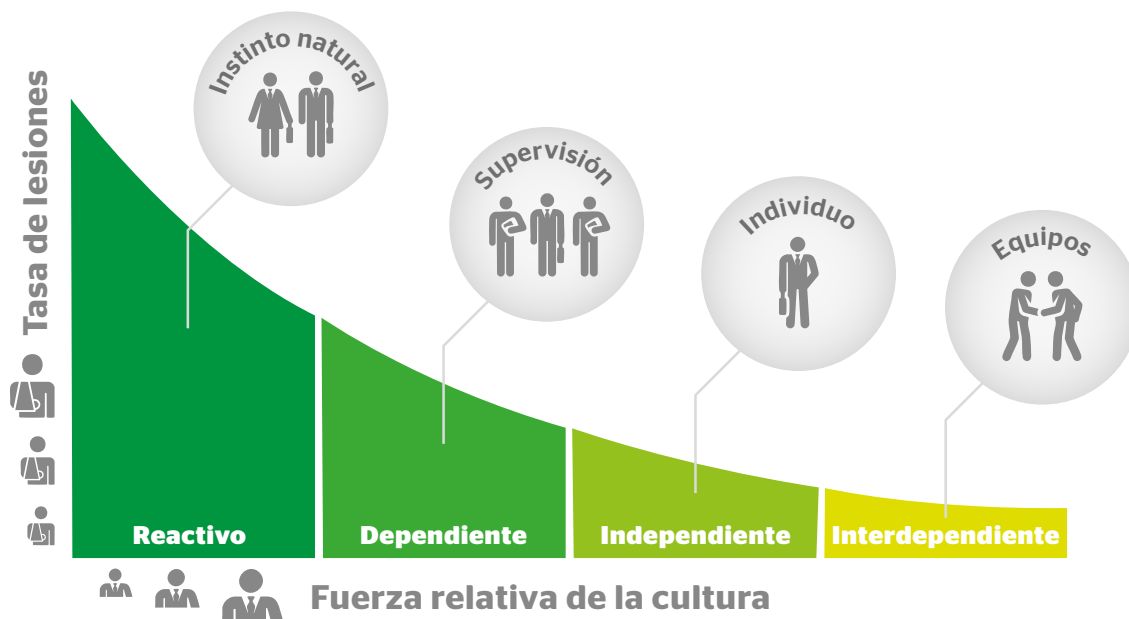 Tasa de lesiones
Instinto natural
Supervisión
Individuo
Equipos
Reactivo
Dependiente
Independiente
Interdependiente
Fuerza relativa de la cultura